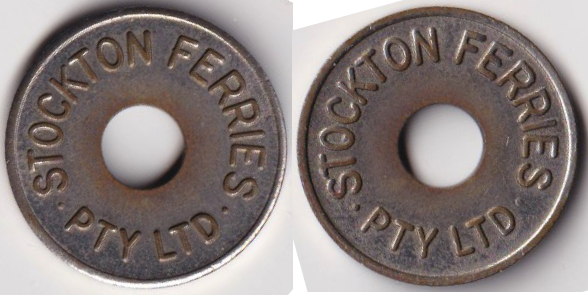 STOCKTON FERRIES
· PTY LTD ·
STOCKTON FERRIES
· PTY LTD ·